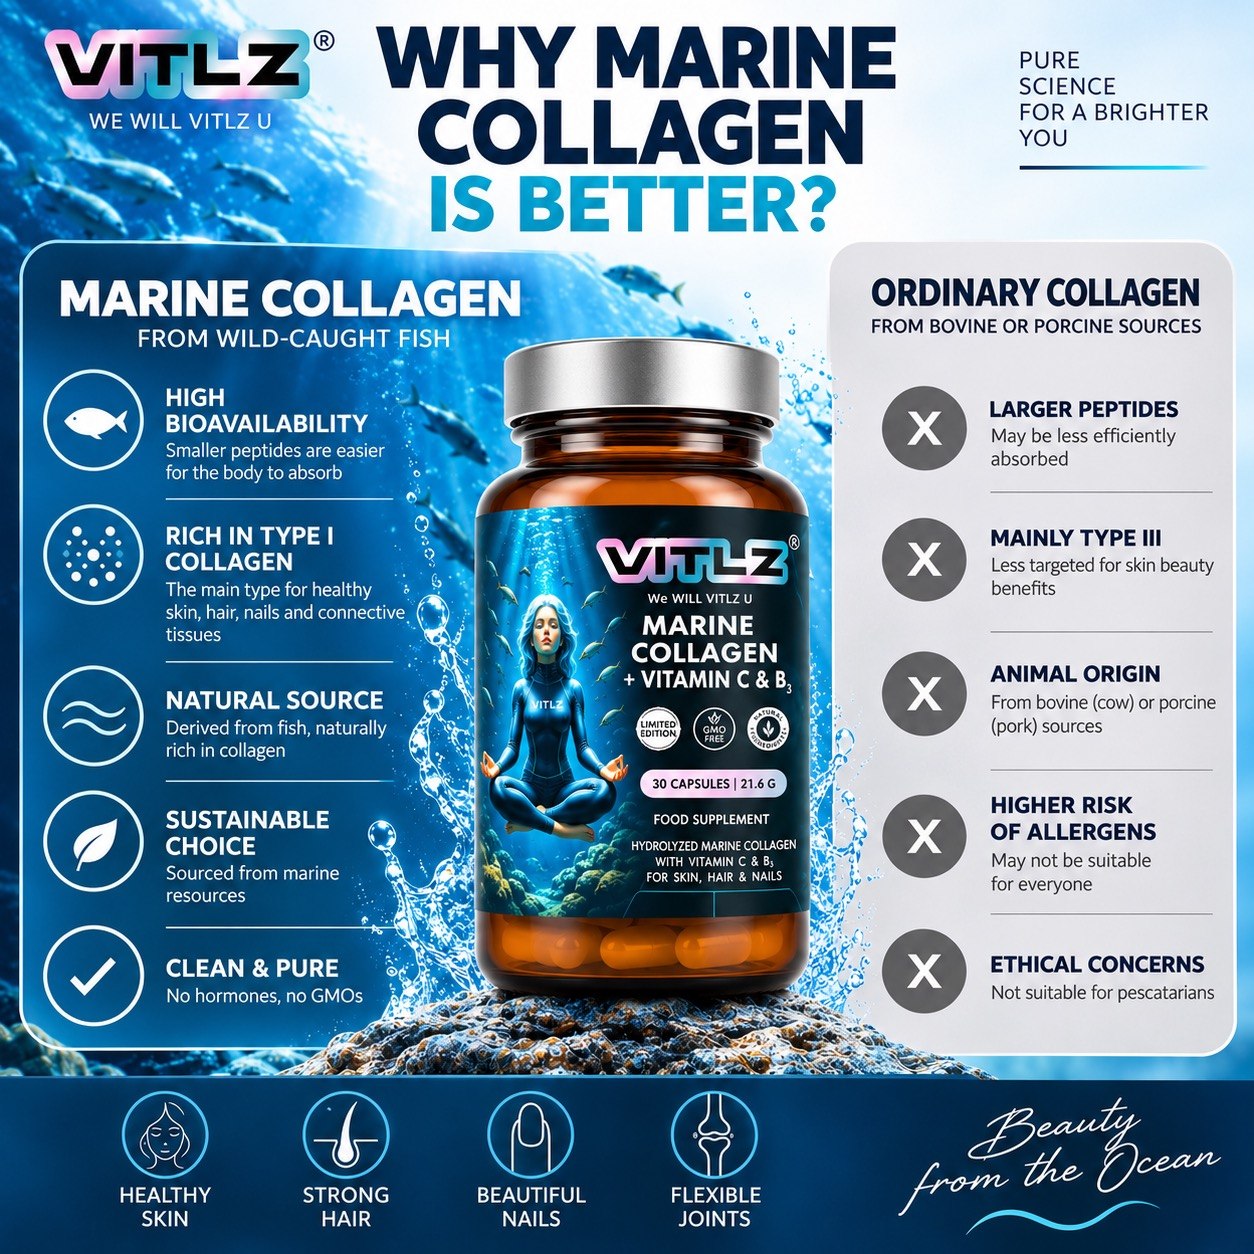 VITLZ®
WE WILL VITLZ U
WHY MARINE
COLLAGEN
IS BETTER?
PURE
SCIENCE
FOR A BRIGHTER
YOU
MARINE COLLAGEN
FROM WILD-CAUGHT FISH
HIGH
BIOAVAILABILITY
Smaller peptides are easier
for the body to absorb
RICH IN TYPE I
COLLAGEN
The main type for healthy
skin, hair, nails and connective
tissues
NATURAL SOURCE
Derived from fish, naturally
rich in collagen
SUSTAINABLE
CHOICE
Sourced from marine
resources
CLEAN & PURE
No hormones, no GMOs
VITLZ®
We WILL VITLZ U
MARINE
COLLAGEN
+ VITAMIN C & B₃
VITLZ
LIMITED
EDITION
GMO
FREE
NATURAL
INGREDIENTS
30 CAPSULES | 21.6 G
FOOD SUPPLEMENT
HYDROLYZED MARINE COLLAGEN
WITH VITAMIN C & B₃
FOR SKIN, HAIR & NAILS
ORDINARY COLLAGEN
FROM BOVINE OR PORCINE SOURCES
X
LARGER PEPTIDES
May be less efficiently
absorbed
X
MAINLY TYPE III
Less targeted for skin beauty
benefits
X
ANIMAL ORIGIN
From bovine (cow) or porcine
(pork) sources
X
HIGHER RISK
OF ALLERGENS
May not be suitable
for everyone
X
ETHICAL CONCERNS
Not suitable for pescatarians
HEALTHY
SKIN
STRONG
HAIR
BEAUTIFUL
NAILS
FLEXIBLE
JOINTS
Beauty
from the Ocean